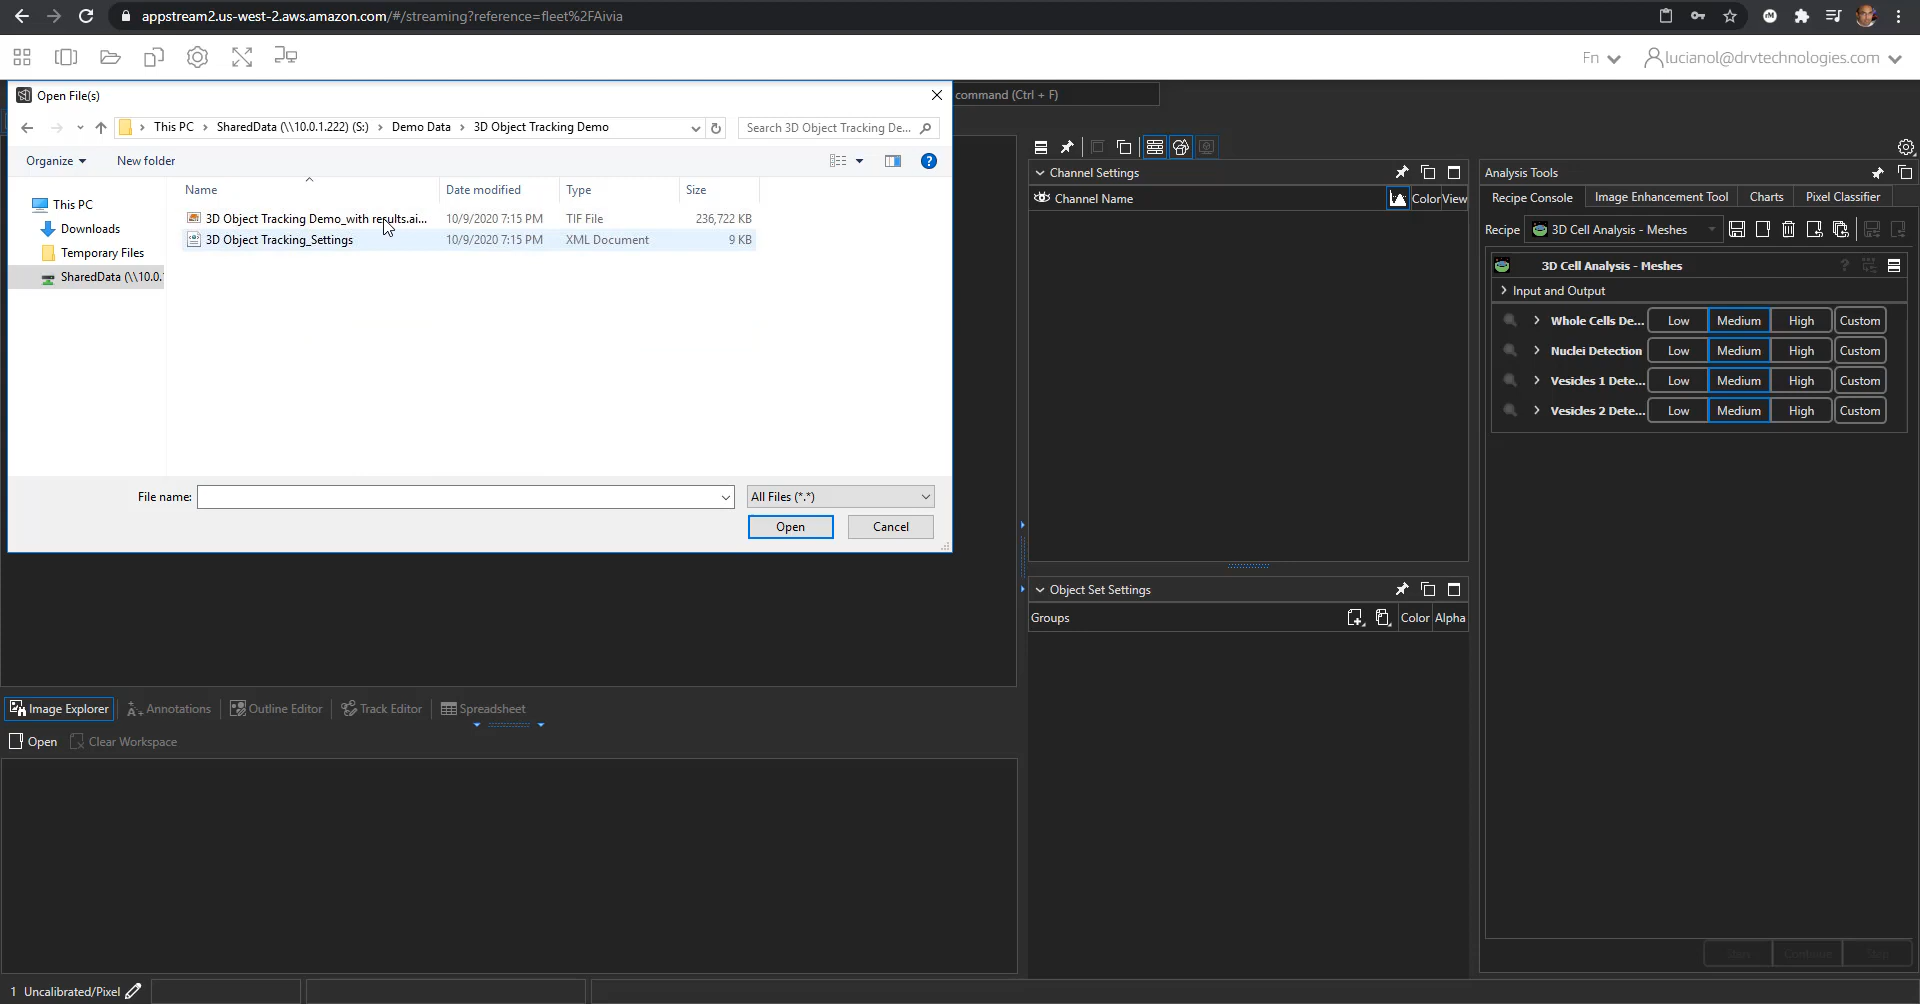 appstream2.us-west-2.aws.amazon.com/#/streaming?reference=fleet%2FAivia
Fn
lucianol@drvtechnologies.com
Open File(s)
command (Ctrl + F)
This PC
SharedData (\\10.0.1.222) (S:)
Demo Data
3D Object Tracking Demo
Search 3D Object Tracking De...
Organize
New folder
Name
Date modified
Type
Size
This PC
Downloads
Temporary Files
SharedData (\\10.0.
3D Object Tracking Demo_with results.ai...
10/9/2020 7:15 PM
TIF File
236,722 KB
3D Object Tracking_Settings
10/9/2020 7:15 PM
XML Document
9 KB
File name:
All Files (*.*)
Open
Cancel
Channel Settings
Channel Name
Color
View
Object Set Settings
Groups
Color
Alpha
Analysis Tools
Recipe Console
Image Enhancement Tool
Charts
Pixel Classifier
Recipe
3D Cell Analysis - Meshes
3D Cell Analysis - Meshes
Input and Output
Whole Cells De...
Low
Medium
High
Custom
Nuclei Detection
Low
Medium
High
Custom
Vesicles 1 Dete...
Low
Medium
High
Custom
Vesicles 2 Dete...
Low
Medium
High
Custom
Image Explorer
Annotations
Outline Editor
Track Editor
Spreadsheet
Open
Clear Workspace
1 Uncalibrated/Pixel